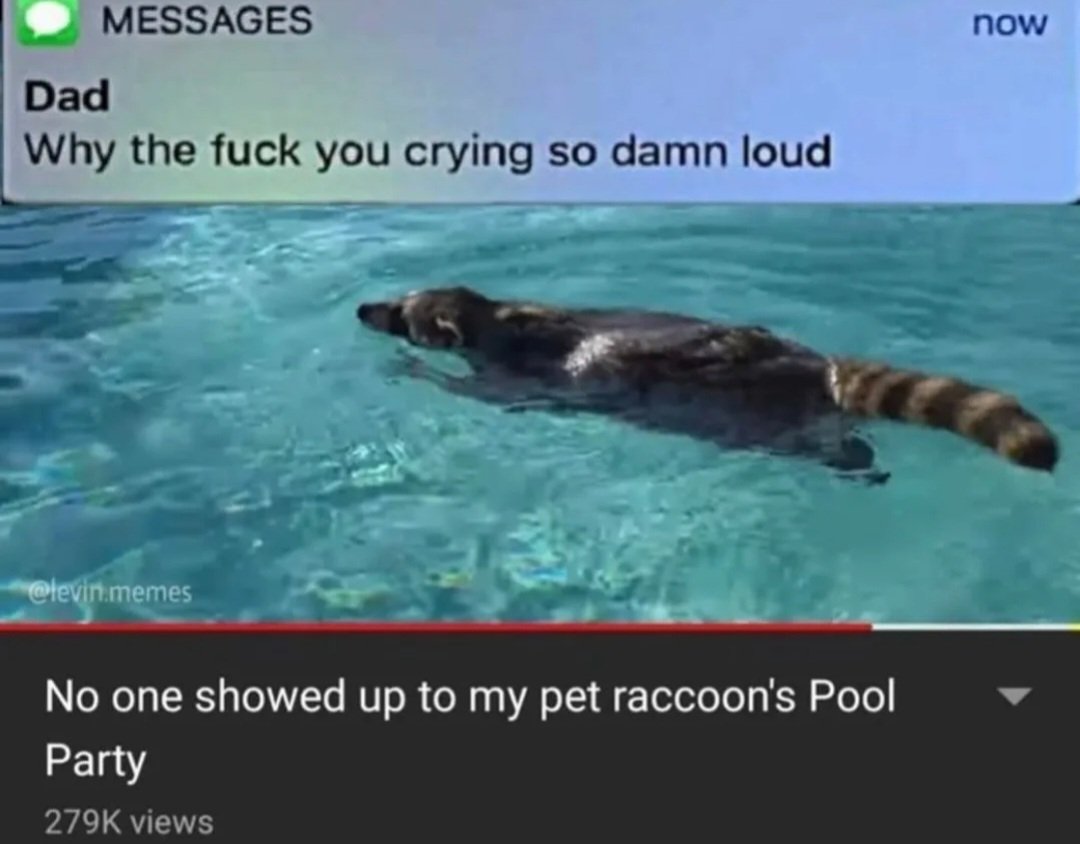 MESSAGES now
Dad
Why the fuck you crying so damn loud
@levin.memes
No one showed up to my pet raccoon's Pool
Party
279K views